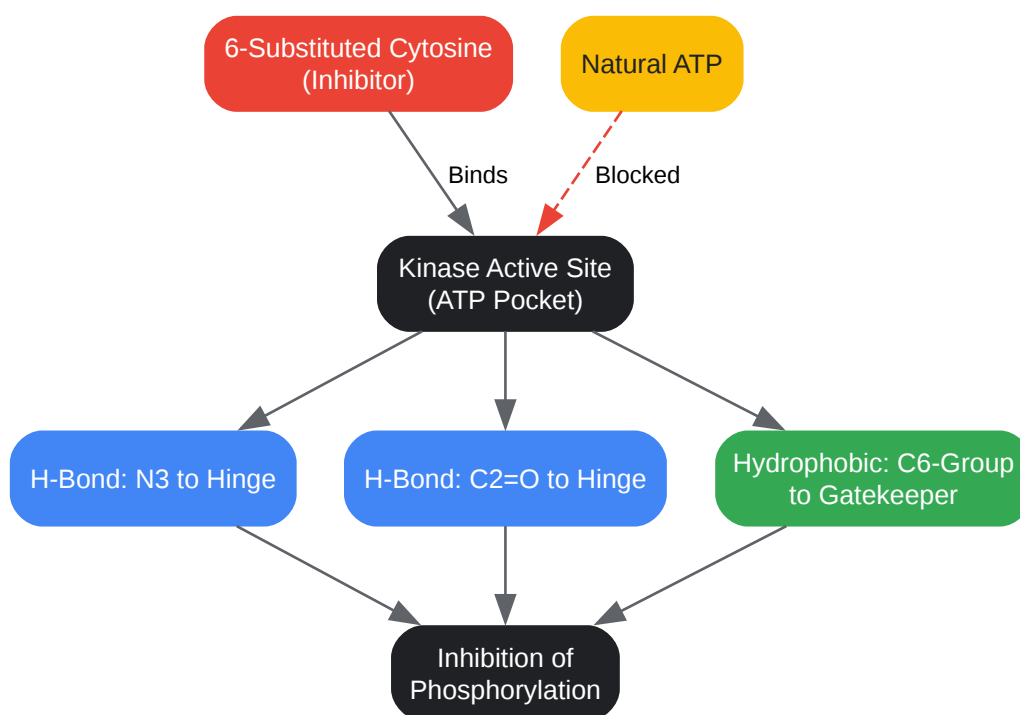 6-Substituted Cytosine
(Inhibitor)
Natural ATP
Binds
Blocked
Kinase Active Site
(ATP Pocket)
H-Bond: N3 to Hinge
H-Bond: C2=O to Hinge
Hydrophobic: C6-Group
to Gatekeeper
Inhibition of
Phosphorylation